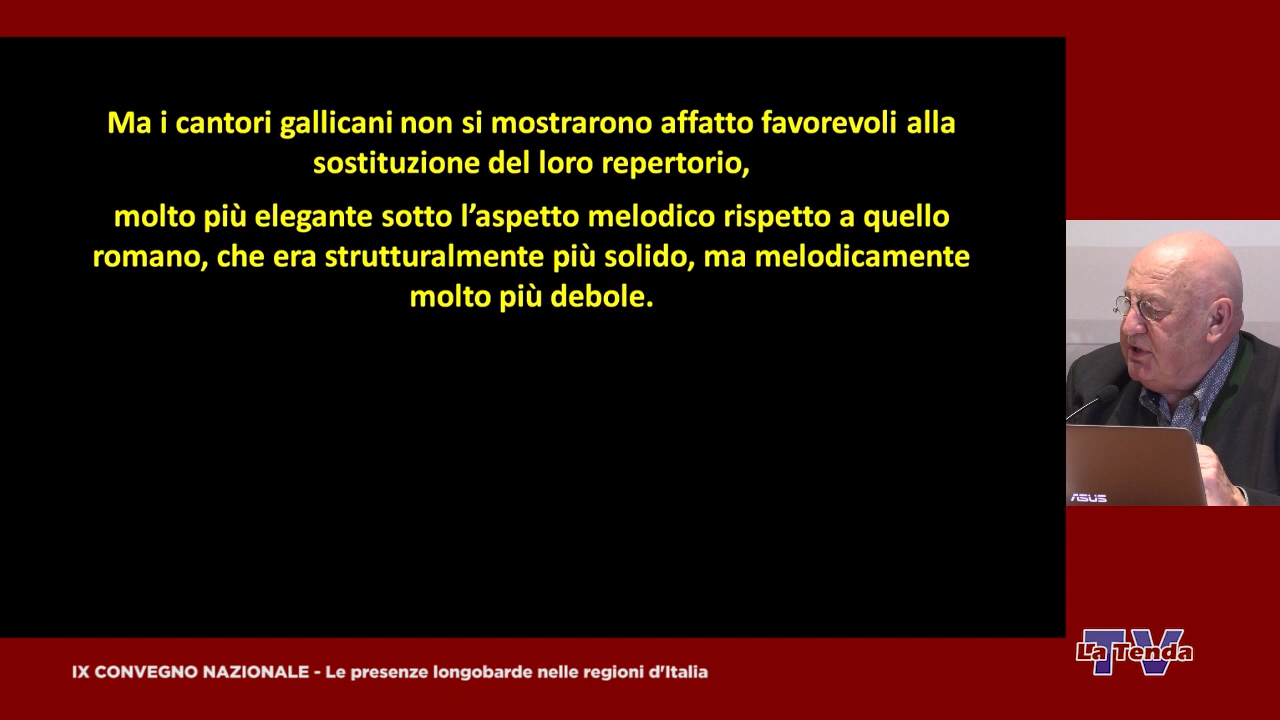 Ma i cantori gallicani non si mostrarono affatto favorevoli alla
sostituzione del loro repertorio,
molto più elegante sotto l’aspetto melodico rispetto a quello
romano, che era strutturalmente più solido, ma melodicamente
molto più debole.
ASUS
IX CONVEGNO NAZIONALE - Le presenze longobarde nelle regioni d'Italia
TV
La Tenda